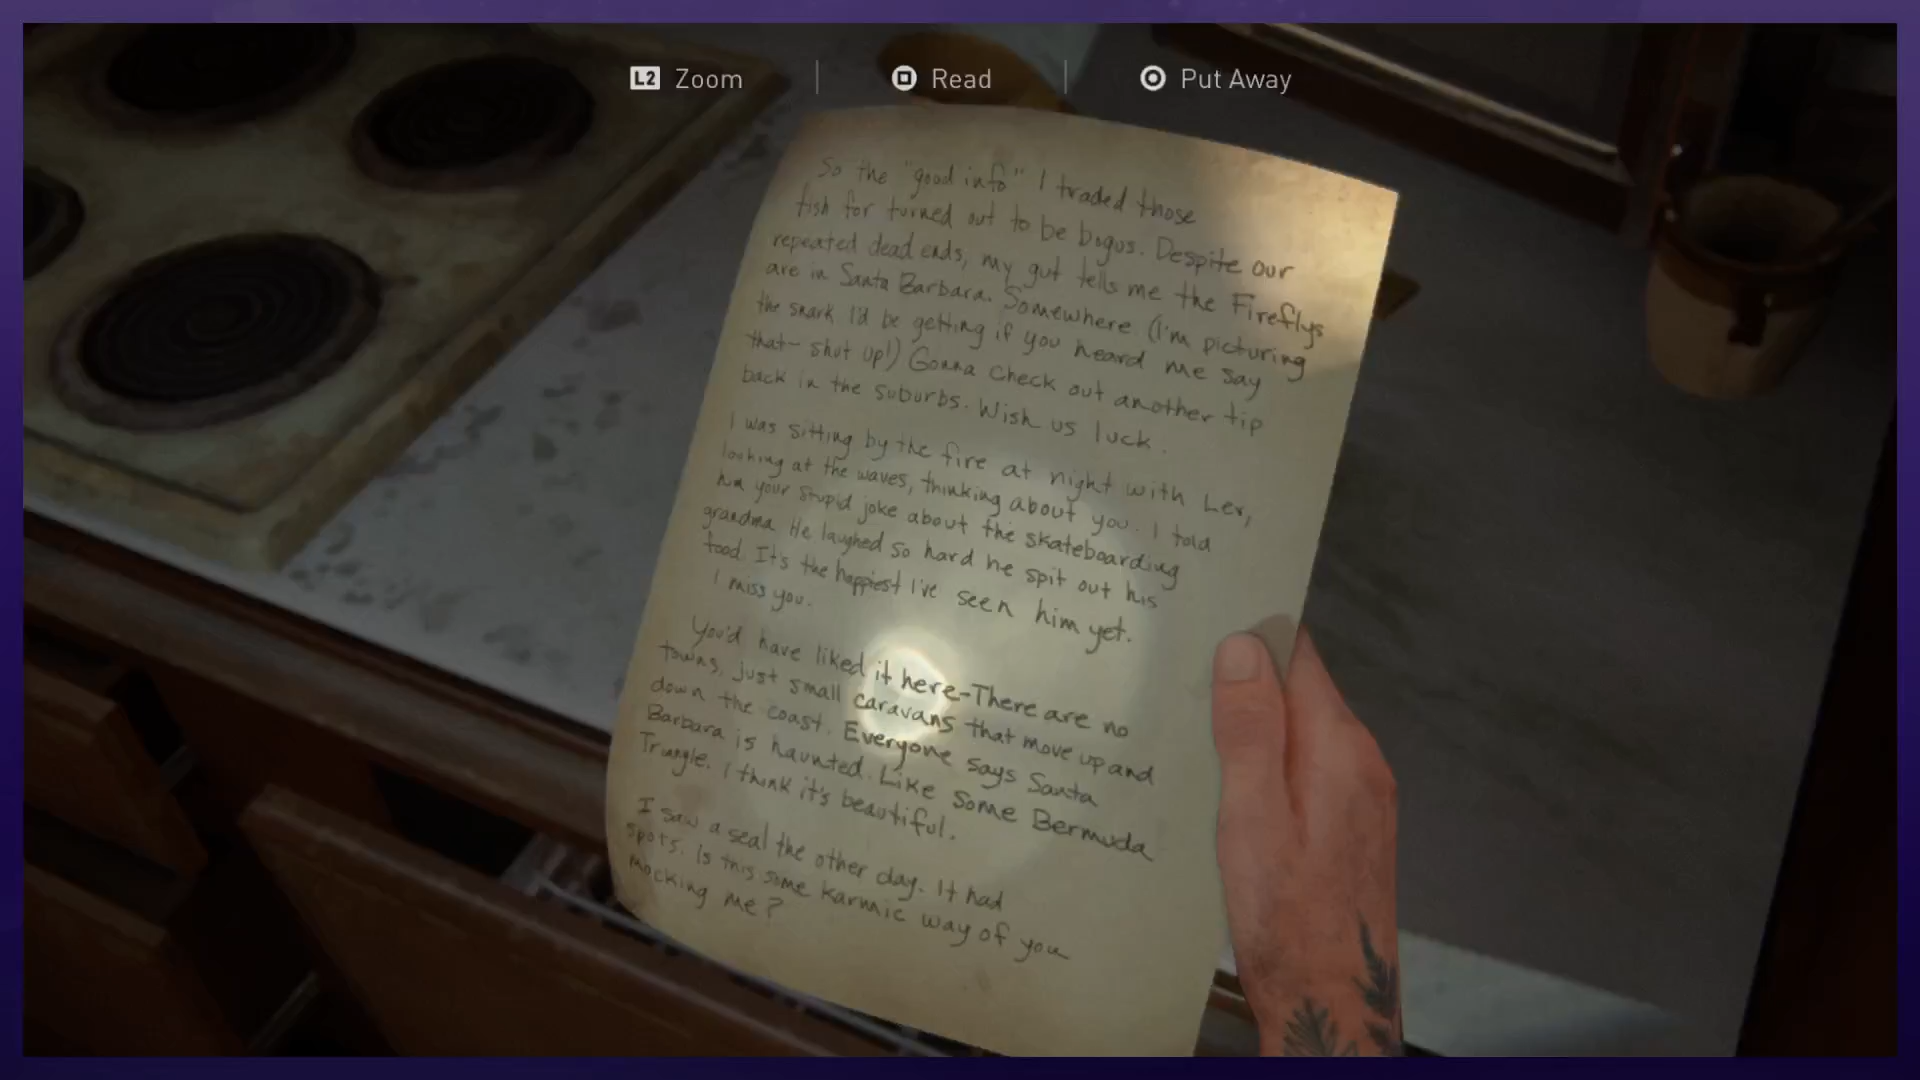 L2 Zoom | Read | Put Away
So the "good info" I traded those
fish for turned out to be bogus. Despite our
repeated dead ends, my gut tells me the Fireflys
are in Santa Barbara. Somewhere. (I'm picturing
the snark I'd be getting if you heard me say
that- shut up!) Gonna check out another tip
back in the suburbs. Wish us luck.
I was sitting by the fire at night with Lev,
looking at the waves, thinking about you. I told
him your stupid joke about the skateboarding
grandma. He laughed so hard he spit out his
food. It's the happiest I've seen him yet.
I miss you.
You'd have liked it here-There are no
towns, just small caravans that move up and
down the coast. Everyone says Santa
Barbara is haunted. Like some Bermuda
Triangle. I think it's beautiful.
I saw a seal the other day. It had
spots. Is this some karmic way of you
mocking me?